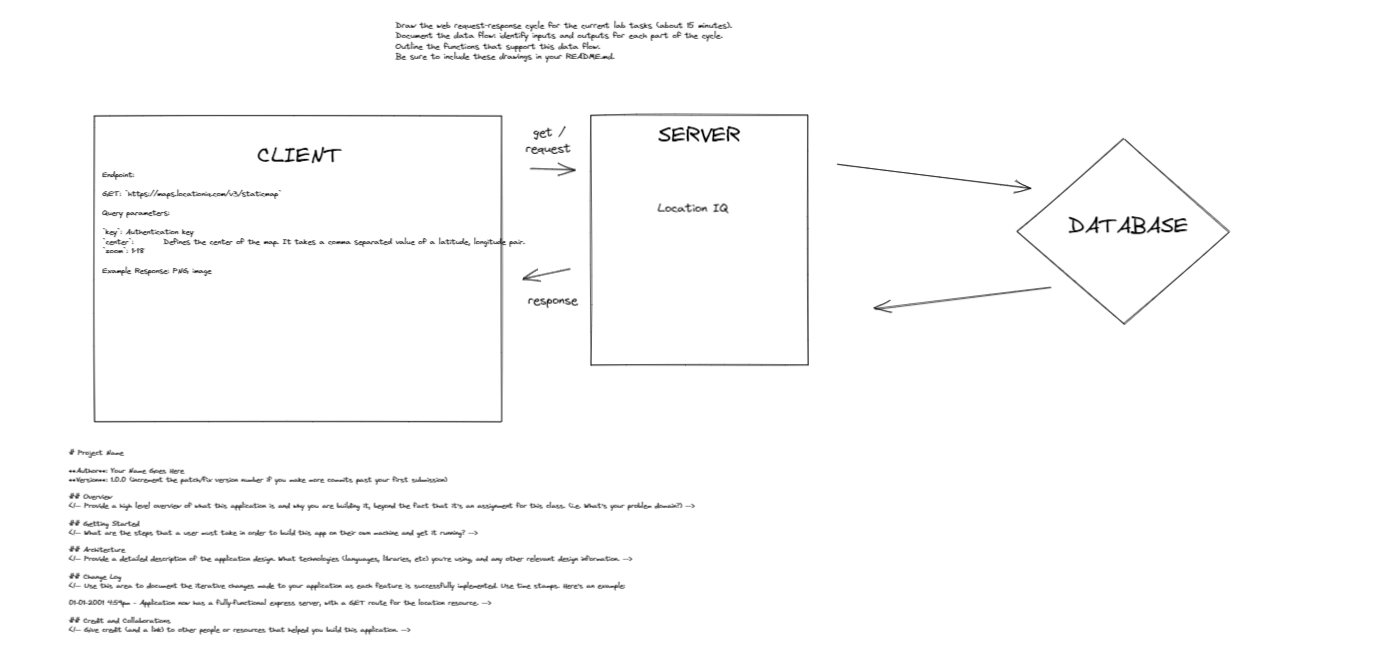 Draw the web request-response cycle for the current lab tasks (about 15 minutes).
Document the data flow: identify inputs and outputs for each part of the cycle.
Outline the functions that support this data flow.
Be sure to include these drawings in your README.md.
CLIENT
Endpoint:
GET: `https://maps.locationiq.com/v3/staticmap`
Query parameters:
`key`: Authentication key
`center`: Defines the center of the map. It takes a comma separated value of a latitude, longitude pair.
`zoom`: 1-18
Example Response: PNG image
get /
request
response
SERVER
Location IQ
DATABASE
# Project Name
**Author**: Your Name Goes Here
**Version**: 1.0.0 (increment the patch/fix version number if you make more commits past your first submission)
## Overview
<!-- Provide a high level overview of what this application is and why you are building it, beyond the fact that it's an assignment for this class. (i.e. What's your problem domain?) -->
## Getting Started
<!-- What are the steps that a user must take in order to build this app on their own machine and get it running? -->
## Architecture
<!-- Provide a detailed description of the application design. What technologies (languages, libraries, etc) you're using, and any other relevant design information. -->
## Change Log
<!-- Use this area to document the iterative changes made to your application as each feature is successfully implemented. Use time stamps. Here's an example:
01-01-2001 4:59pm - Application now has a fully-functional express server, with a GET route for the location resource. -->
## Credit and Collaborations
<!-- Give credit (and a link) to other people or resources that helped you build this application. -->